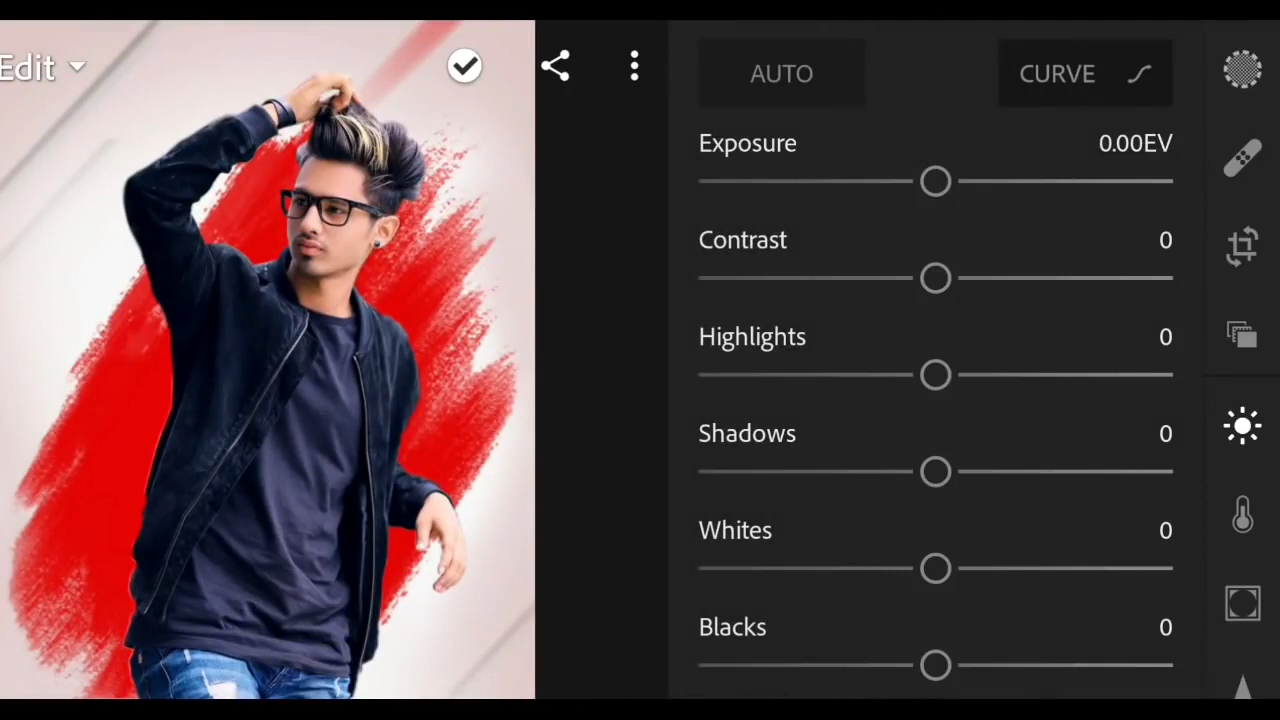 Edit
AUTO
CURVE
Exposure 0.00EV
Contrast 0
Highlights 0
Shadows 0
Whites 0
Blacks 0